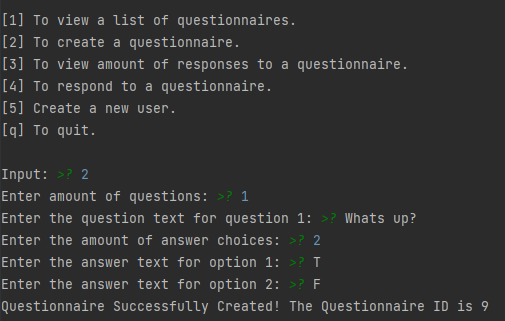 [1] To view a list of questionnaires.
[2] To create a questionnaire.
[3] To view amount of responses to a questionnaire.
[4] To respond to a questionnaire.
[5] Create a new user.
[q] To quit.
Input: >? 2
Enter amount of questions: >? 1
Enter the question text for question 1: >? Whats up?
Enter the amount of answer choices: >? 2
Enter the answer text for option 1: >? T
Enter the answer text for option 2: >? F
Questionnaire Successfully Created! The Questionnaire ID is 9